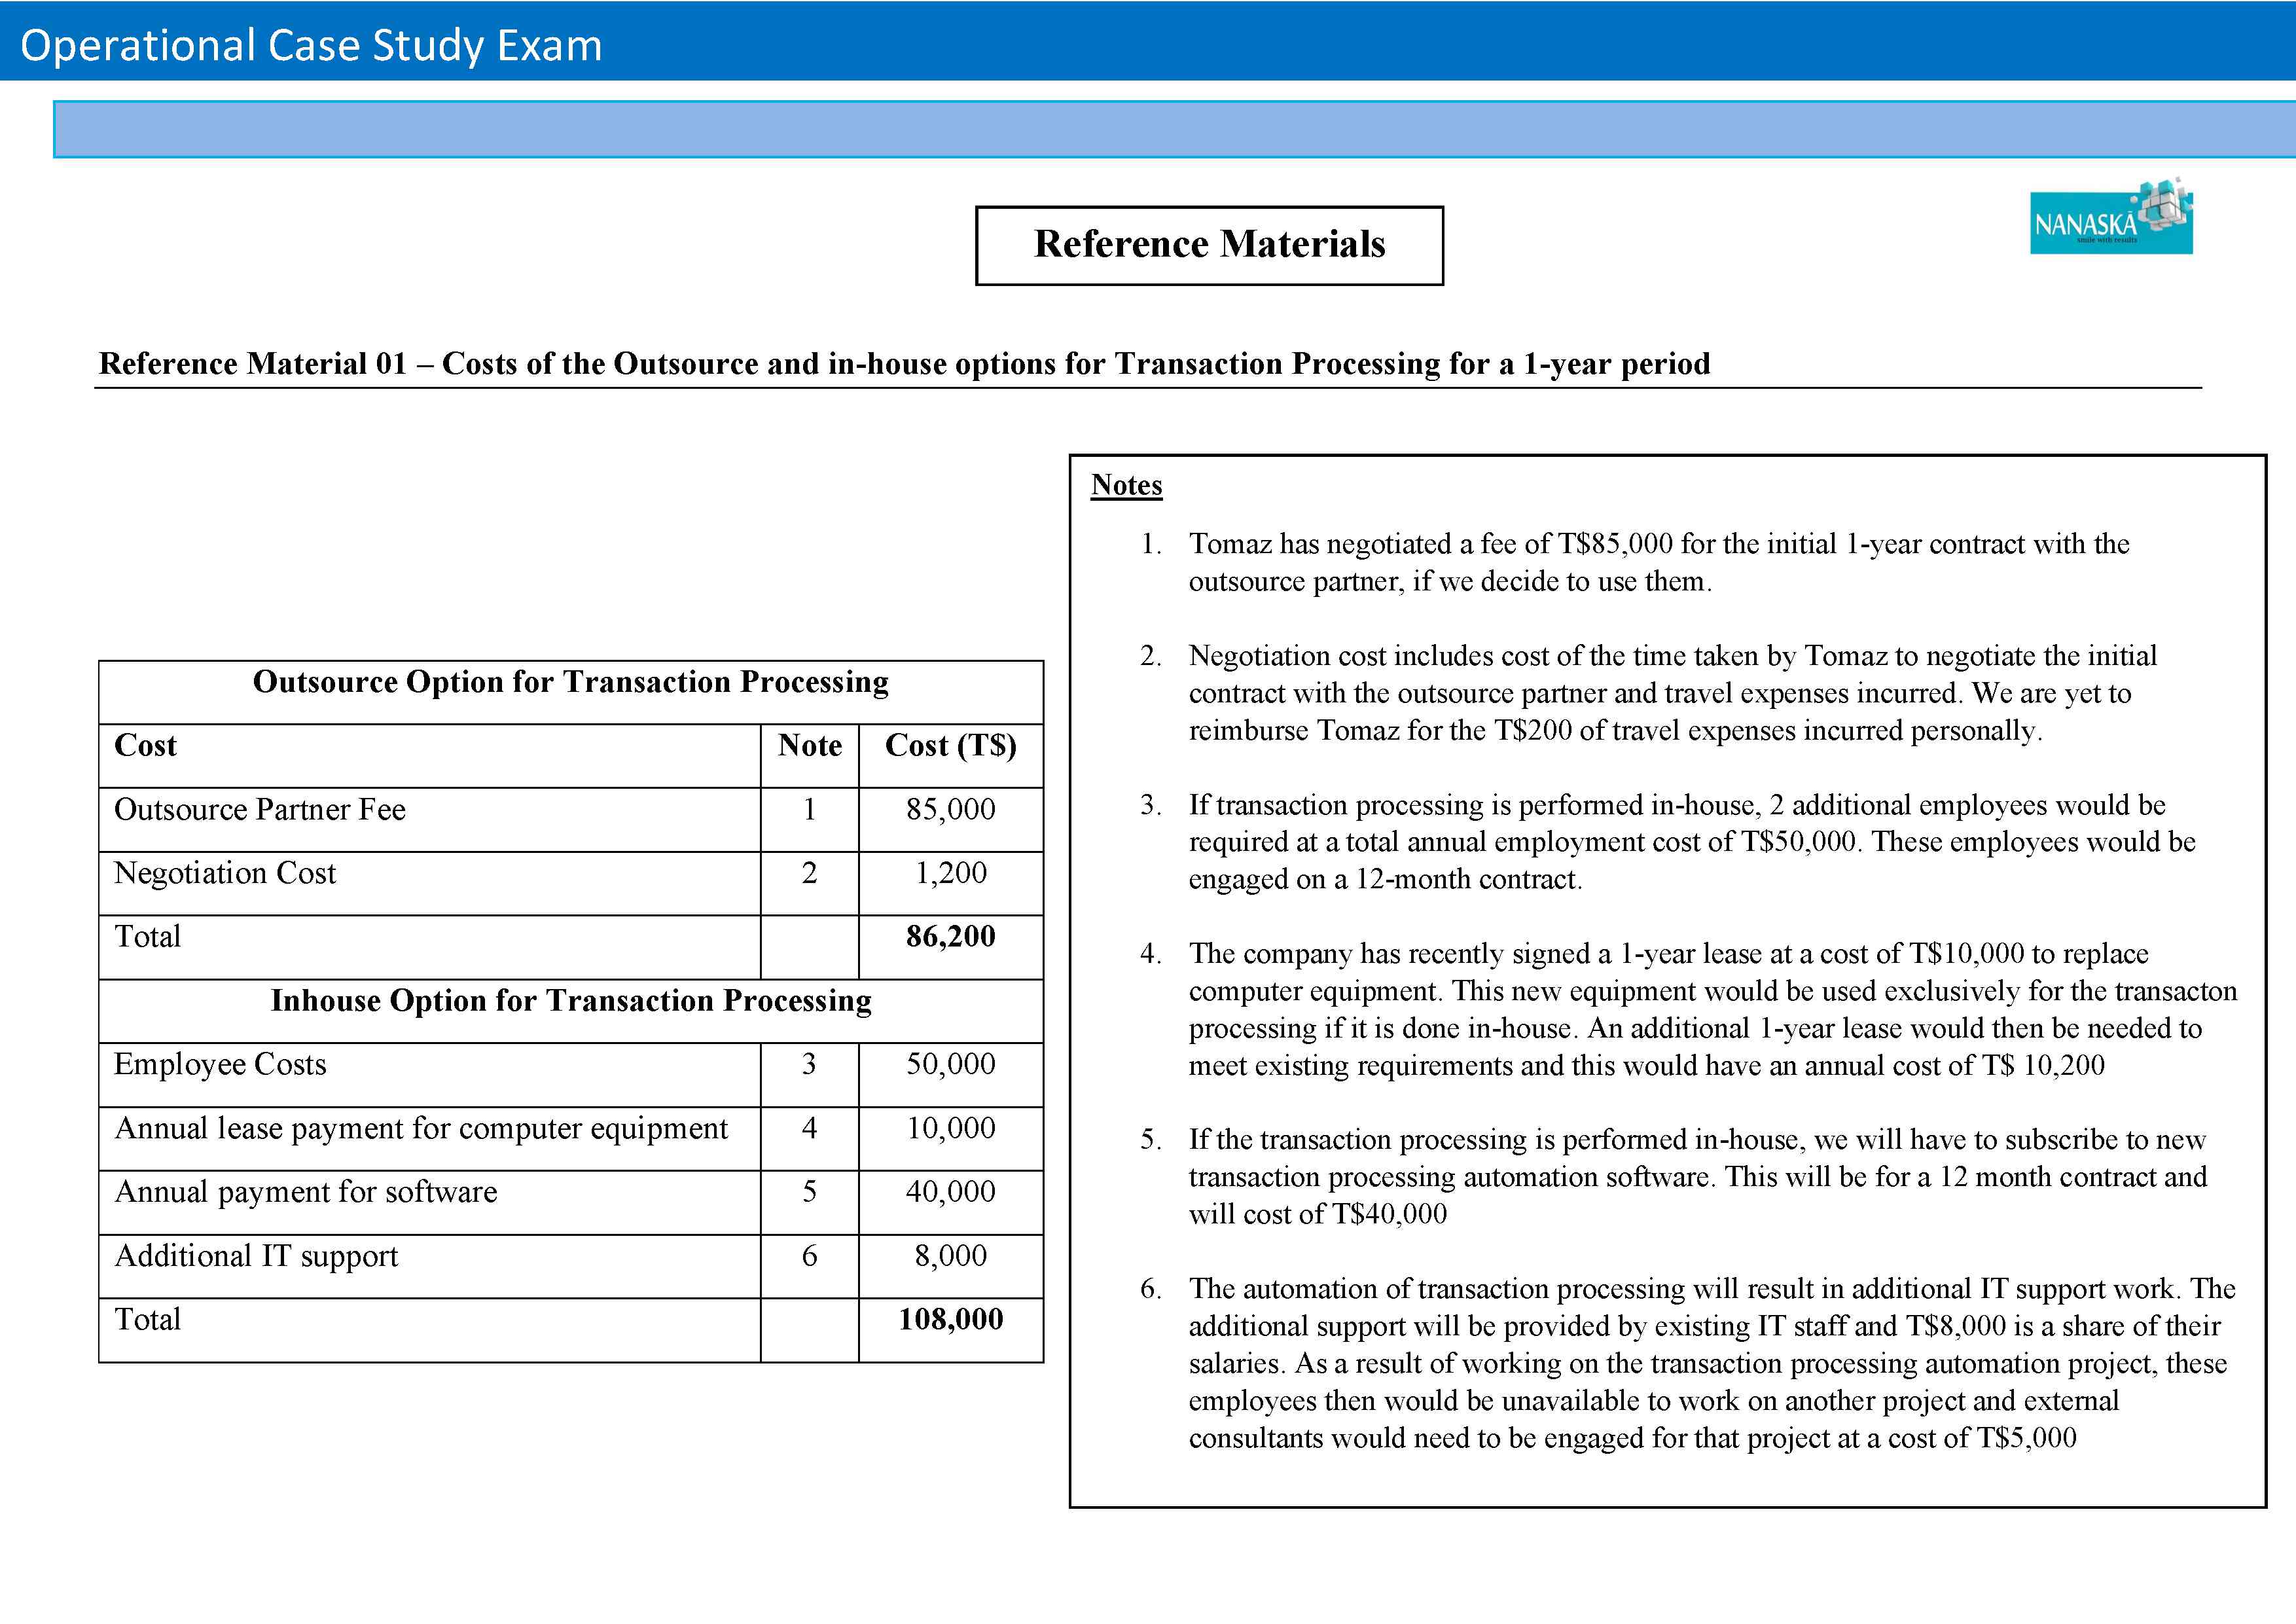 Operational Case Study Exam
Reference Materials
NANASKA
smile with results
Reference Material 01 – Costs of the Outsource and in-house options for Transaction Processing for a 1-year period
Outsource Option for Transaction Processing
Cost Note Cost (T$)
Outsource Partner Fee 1 85,000
Negotiation Cost 2 1,200
Total 86,200
Inhouse Option for Transaction Processing
Employee Costs 3 50,000
Annual lease payment for computer equipment 4 10,000
Annual payment for software 5 40,000
Additional IT support 6 8,000
Total 108,000
Notes
1. Tomaz has negotiated a fee of T$85,000 for the initial 1-year contract with the
outsource partner, if we decide to use them.
2. Negotiation cost includes cost of the time taken by Tomaz to negotiate the initial
contract with the outsource partner and travel expenses incurred. We are yet to
reimburse Tomaz for the T$200 of travel expenses incurred personally.
3. If transaction processing is performed in-house, 2 additional employees would be
required at a total annual employment cost of T$50,000. These employees would be
engaged on a 12-month contract.
4. The company has recently signed a 1-year lease at a cost of T$10,000 to replace
computer equipment. This new equipment would be used exclusively for the transacton
processing if it is done in-house. An additional 1-year lease would then be needed to
meet existing requirements and this would have an annual cost of T$ 10,200
5. If the transaction processing is performed in-house, we will have to subscribe to new
transaction processing automation software. This will be for a 12 month contract and
will cost of T$40,000
6. The automation of transaction processing will result in additional IT support work. The
additional support will be provided by existing IT staff and T$8,000 is a share of their
salaries. As a result of working on the transaction processing automation project, these
employees then would be unavailable to work on another project and external
consultants would need to be engaged for that project at a cost of T$5,000